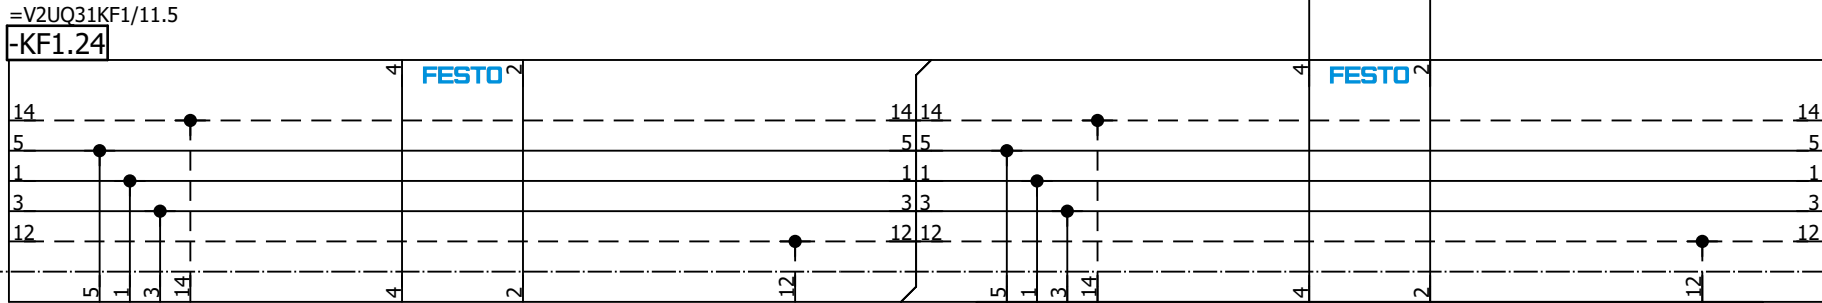 =V2UQ31KF1/11.5
-KF1.24
4 FESTO 2 4 FESTO 2
14 14 14 14
5 5 5 5
1 1 1 1
3 3 3 3
12 12 12 12
5 1 3 14 4 2 12 5 1 3 14 4 2 12